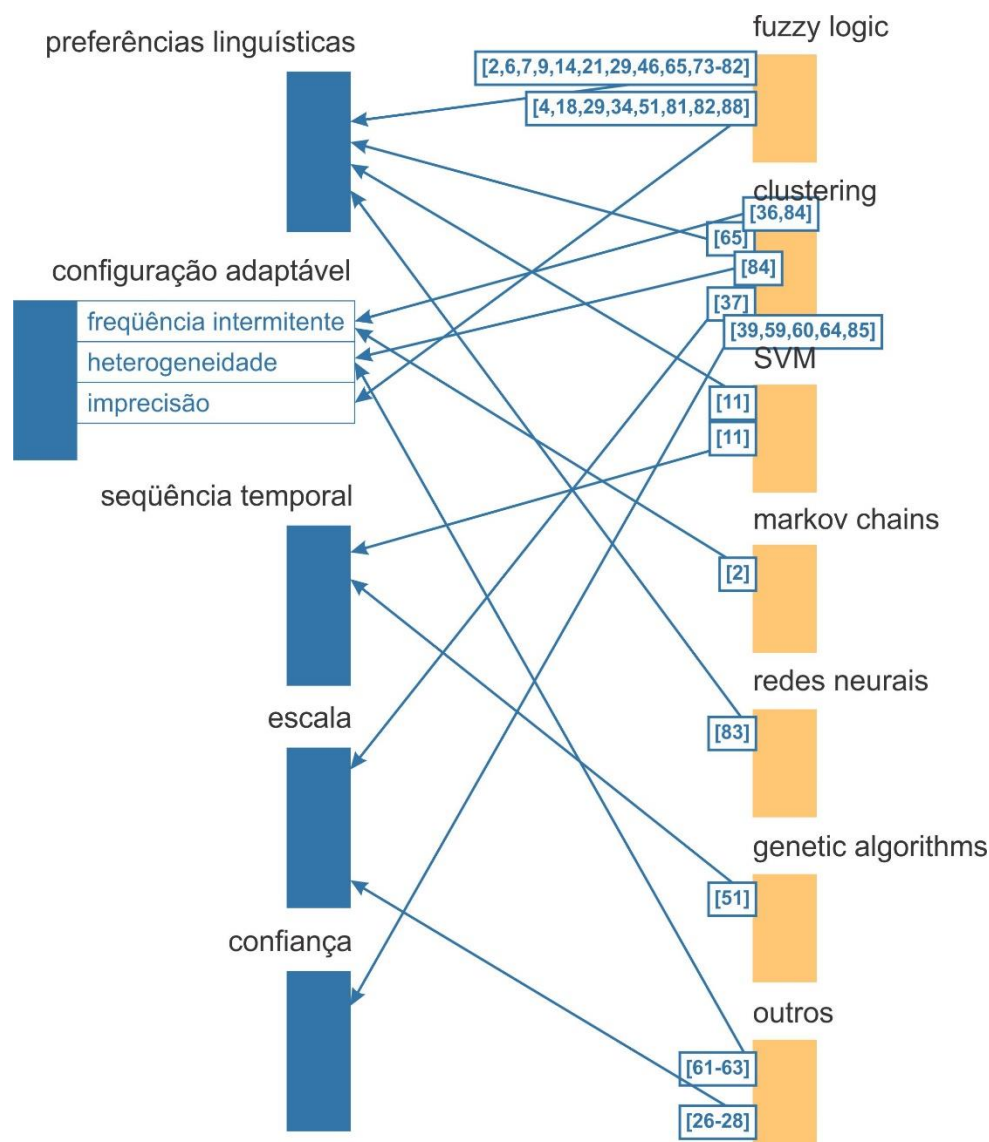 preferências linguísticas
configuração adaptável
freqüência intermitente
heterogeneidade
imprecisão
seqüência temporal
escala
confiança
fuzzy logic
[2,6,7,9,14,21,29,46,65,73-82]
[4,18,29,34,51,81,82,88]
clustering
[36,84]
[65]
[84]
[37]
[39,59,60,64,85]
SVM
[11]
[11]
markov chains
[2]
redes neurais
[83]
genetic algorithms
[51]
outros
[61-63]
[26-28]